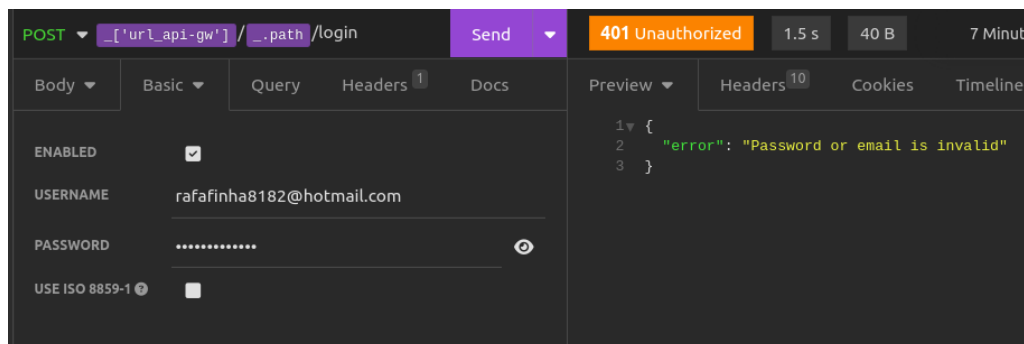 POST _['url_api-gw']/_.path/login Send 401 Unauthorized 1.5 s 40 B 7 Minut
Body Basic Query Headers 1 Docs Preview Headers 10 Cookies Timeline
1 {
ENABLED
2 "error": "Password or email is invalid"
3 }
USERNAME rafafinha8182@hotmail.com
PASSWORD •••••••••••••
USE ISO 8859-1 ?